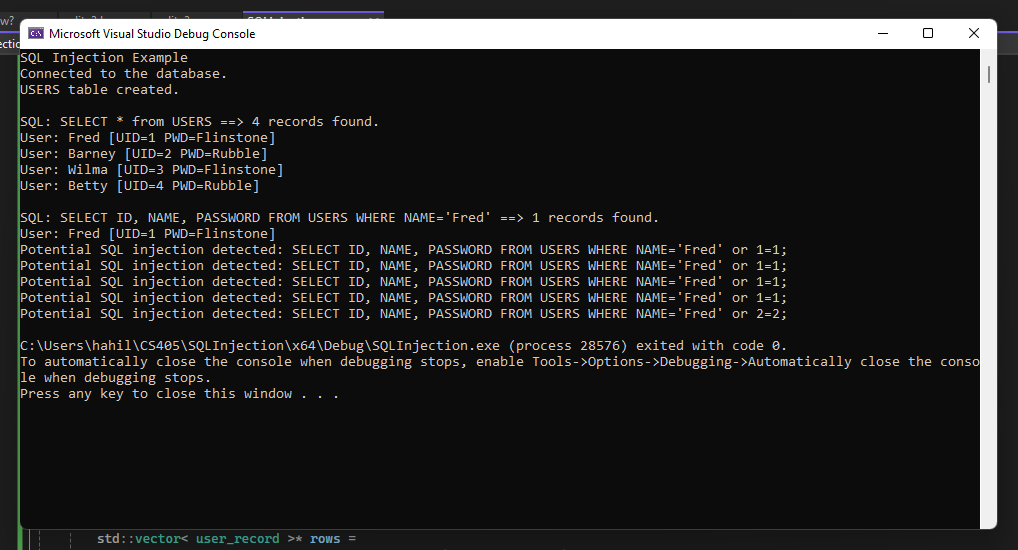 w?
Microsoft Visual Studio Debug Console
SQL Injection Example
Connected to the database.
USERS table created.
SQL: SELECT * from USERS ==> 4 records found.
User: Fred [UID=1 PWD=Flinstone]
User: Barney [UID=2 PWD=Rubble]
User: Wilma [UID=3 PWD=Flinstone]
User: Betty [UID=4 PWD=Rubble]
SQL: SELECT ID, NAME, PASSWORD FROM USERS WHERE NAME='Fred' ==> 1 records found.
User: Fred [UID=1 PWD=Flinstone]
Potential SQL injection detected: SELECT ID, NAME, PASSWORD FROM USERS WHERE NAME='Fred' or 1=1;
Potential SQL injection detected: SELECT ID, NAME, PASSWORD FROM USERS WHERE NAME='Fred' or 1=1;
Potential SQL injection detected: SELECT ID, NAME, PASSWORD FROM USERS WHERE NAME='Fred' or 1=1;
Potential SQL injection detected: SELECT ID, NAME, PASSWORD FROM USERS WHERE NAME='Fred' or 1=1;
Potential SQL injection detected: SELECT ID, NAME, PASSWORD FROM USERS WHERE NAME='Fred' or 2=2;
C:\Users\hahil\CS405\SQLInjection\x64\Debug\SQLInjection.exe (process 28576) exited with code 0.
To automatically close the console when debugging stops, enable Tools->Options->Debugging->Automatically close the conso
le when debugging stops.
Press any key to close this window . . .
std::vector< user_record >* rows =